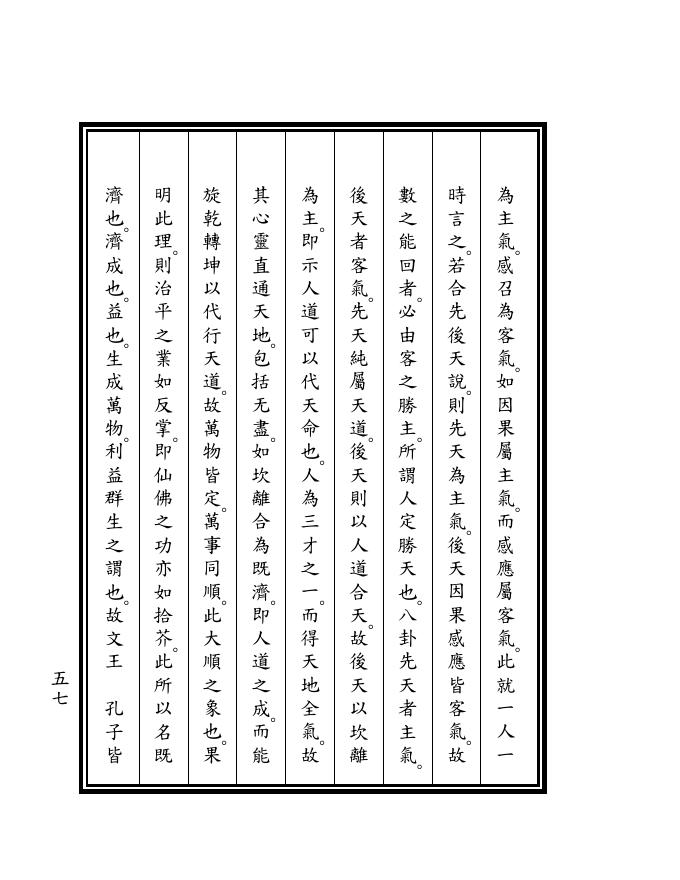 為主氣。感召為客氣。如因果屬主氣。而感應屬客氣。此就一人一
時言之。若合先後天說。則先天為主氣。後天因果感應皆客氣。故
數之能回者。必由客之勝主。所謂人定勝天也。八卦先天者主氣。
後天者客氣。先天純屬天道。後天則以人道合天。故後天以坎離
為主。即示人道可以代天命也。人為三才之一。而得天地全氣。故
其心靈直通天地。包括无盡。如坎離合為既濟。即人道之成。而能
旋乾轉坤以代行天道。故萬物皆定。萬事同順。此大順之象也。果
明此理。則治平之業如反掌。即仙佛之功亦如拾芥。此所以名既
濟也。濟成也。益也。生成萬物。利益群生之謂也。故文王　孔子皆
五七